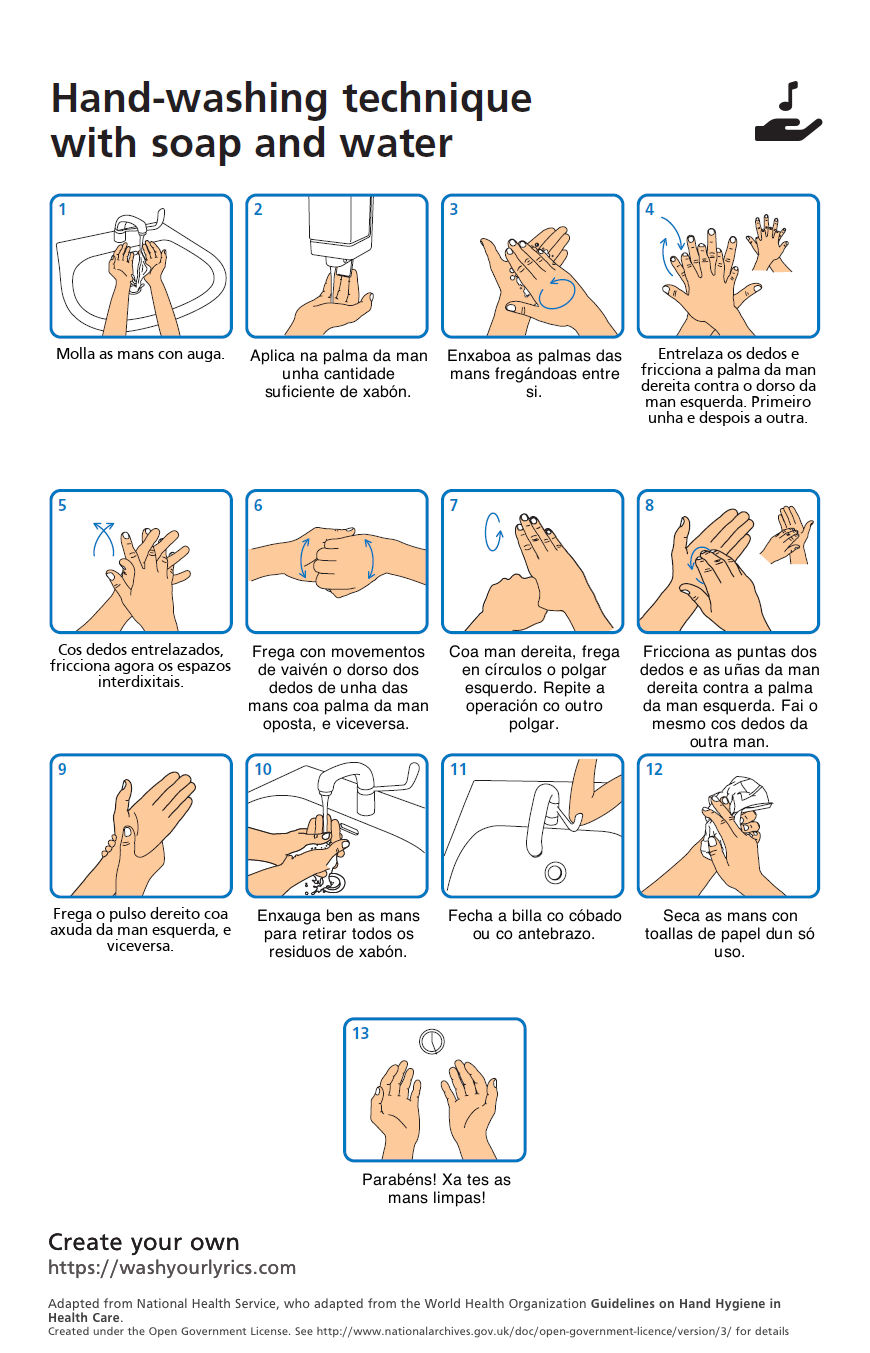 Hand-washing technique
with soap and water
1
Molla as mans con auga.
2
Aplica na palma da man
unha cantidade
suficiente de xabón.
3
Enxaboa as palmas das
mans fregándoas entre
si.
4
Entrelaza os dedos e
fricciona a palma da man
dereita contra o dorso da
man esquerda. Primeiro
unha e despois a outra.
5
Cos dedos entrelazados,
fricciona agora os espazos
interdixitais.
6
Frega con movementos
de vaivén o dorso dos
dedos de unha das
mans coa palma da man
oposta, e viceversa.
7
Coa man dereita, frega
en círculos o polgar
esquerdo. Repite a
operación co outro
polgar.
8
Fricciona as puntas dos
dedos e as uñas da man
dereita contra a palma
da man esquerda. Fai o
mesmo cos dedos da
outra man.
9
Frega o pulso dereito coa
axuda da man esquerda, e
viceversa.
10
Enxauga ben as mans
para retirar todos os
residuos de xabón.
11
Fecha a billa co cóbado
ou co antebrazo.
12
Seca as mans con
toallas de papel dun só
uso.
13
Parabéns! Xa tes as
mans limpas!
Create your own
https://washyourlyrics.com
Adapted from National Health Service, who adapted from the World Health Organization Guidelines on Hand Hygiene in
Health Care.
Created under the Open Government License. See http://www.nationalarchives.gov.uk/doc/open-government-licence/version/3/ for details